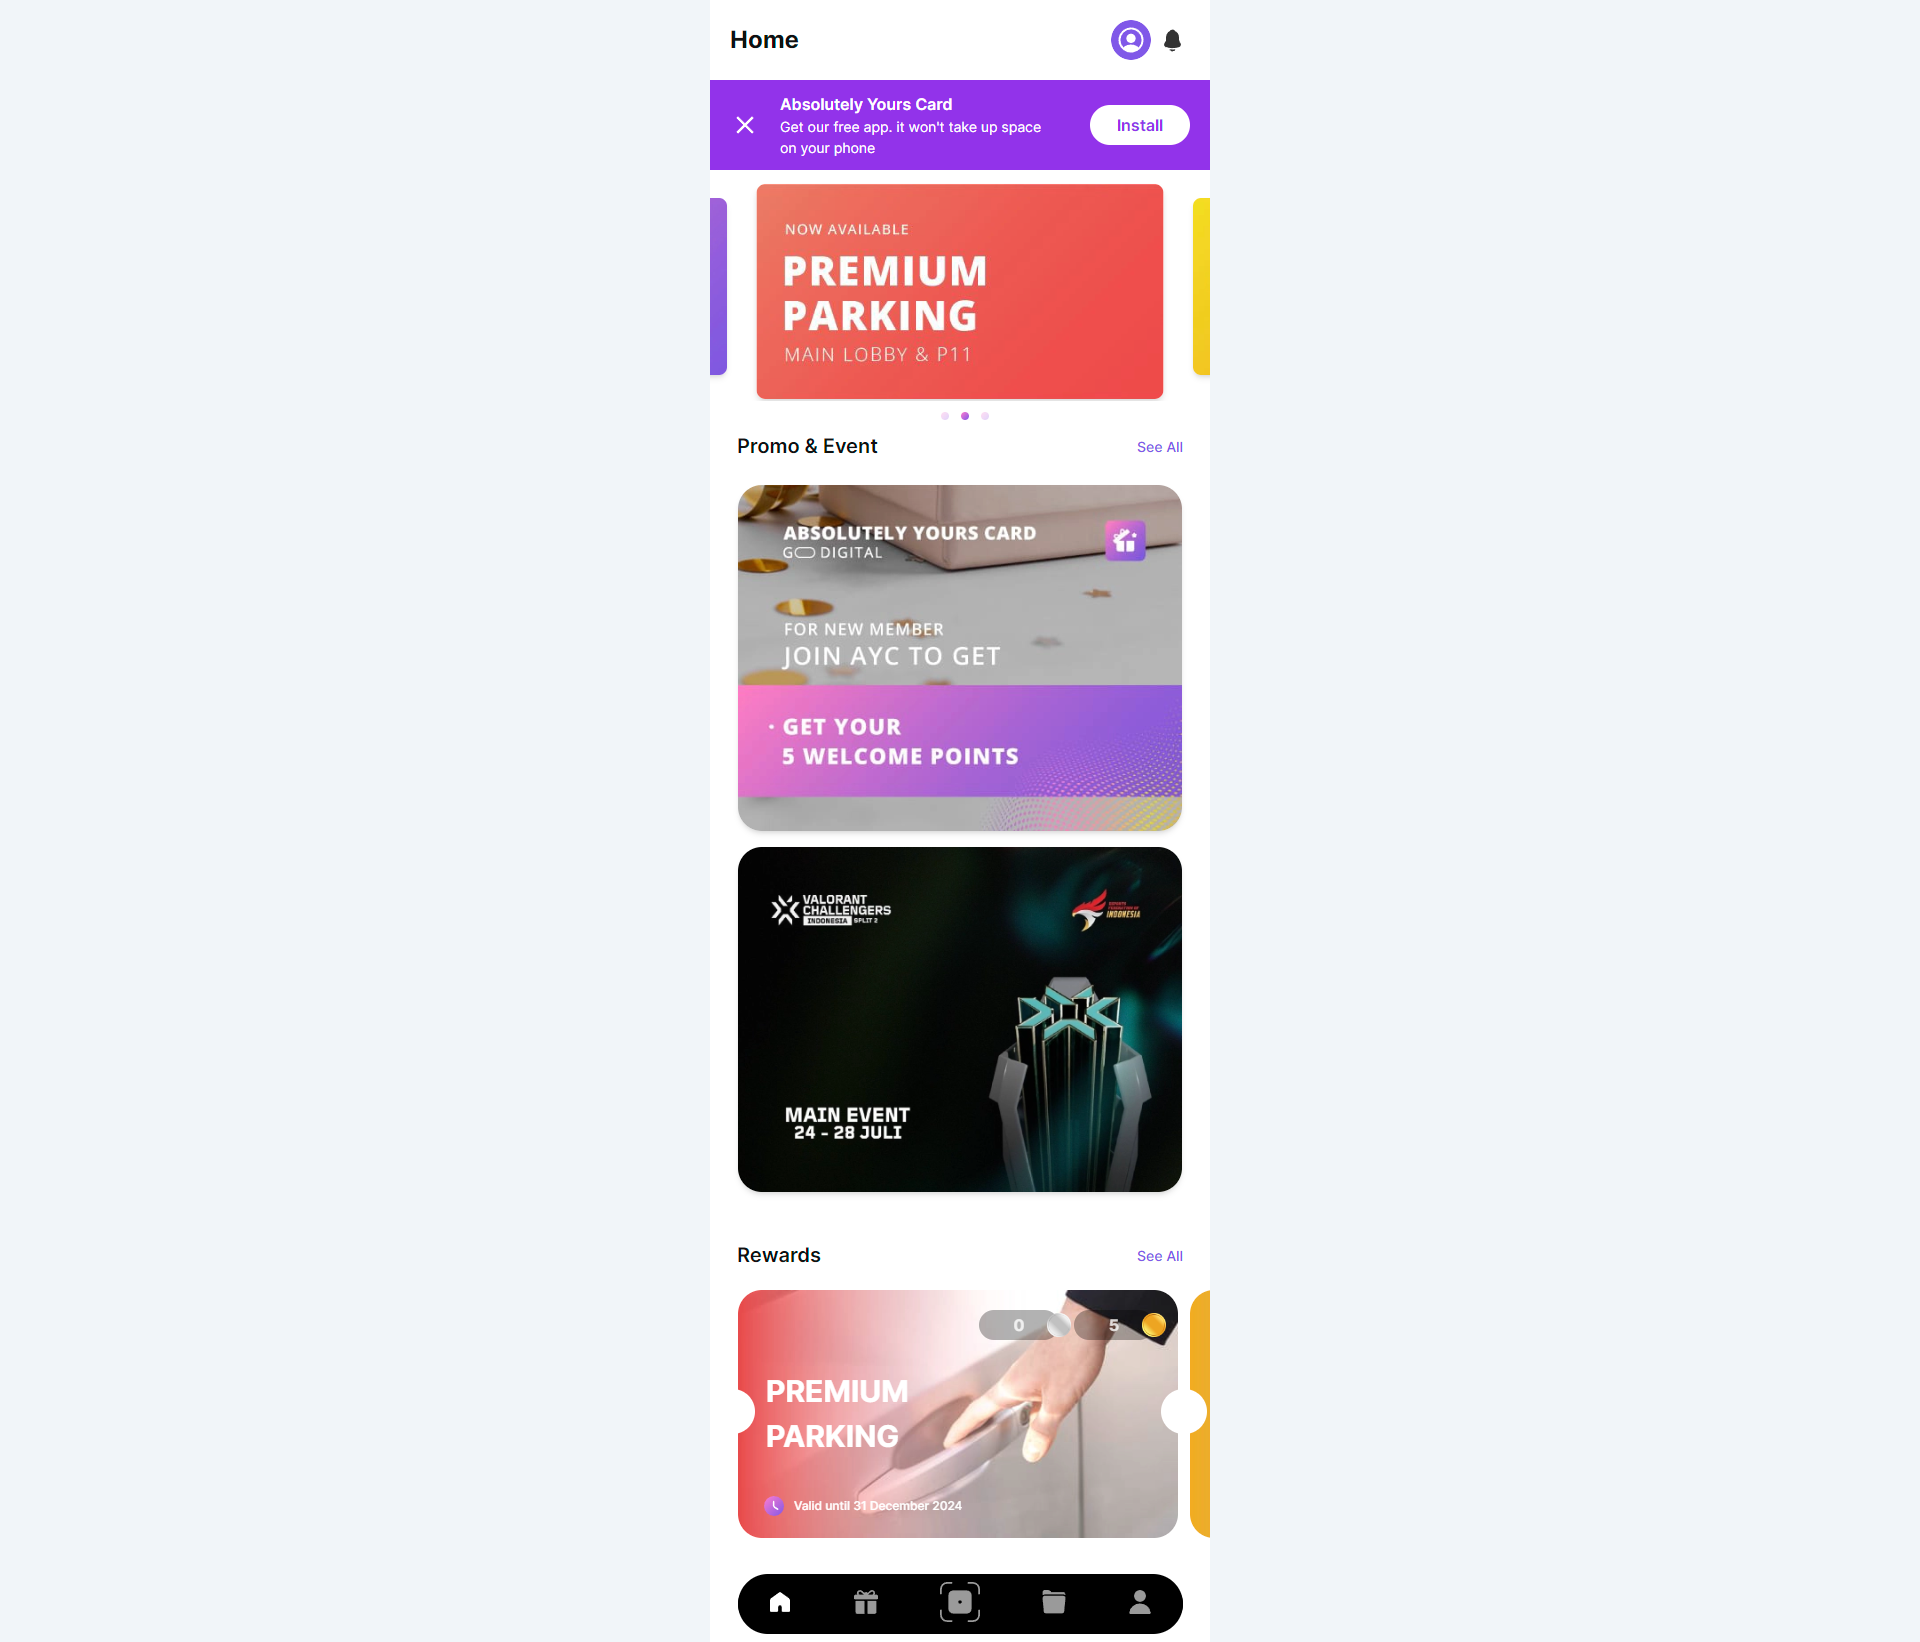 Home
Absolutely Yours Card
Get our free app. it won't take up space
on your phone
Install
NOW AVAILABLE
PREMIUM
PARKING
MAIN LOBBY & P11
Promo & Event
See All
ABSOLUTELY YOURS CARD
GO DIGITAL
FOR NEW MEMBER
JOIN AYC TO GET
· GET YOUR
5 WELCOME POINTS
VALORANT
CHALLENGERS
INDONESIA SPLIT 2
ESPORTS
FEDERATION OF
INDONESIA
MAIN EVENT
24 - 28 JULI
Rewards
See All
0
5
PREMIUM
PARKING
Valid until 31 December 2024